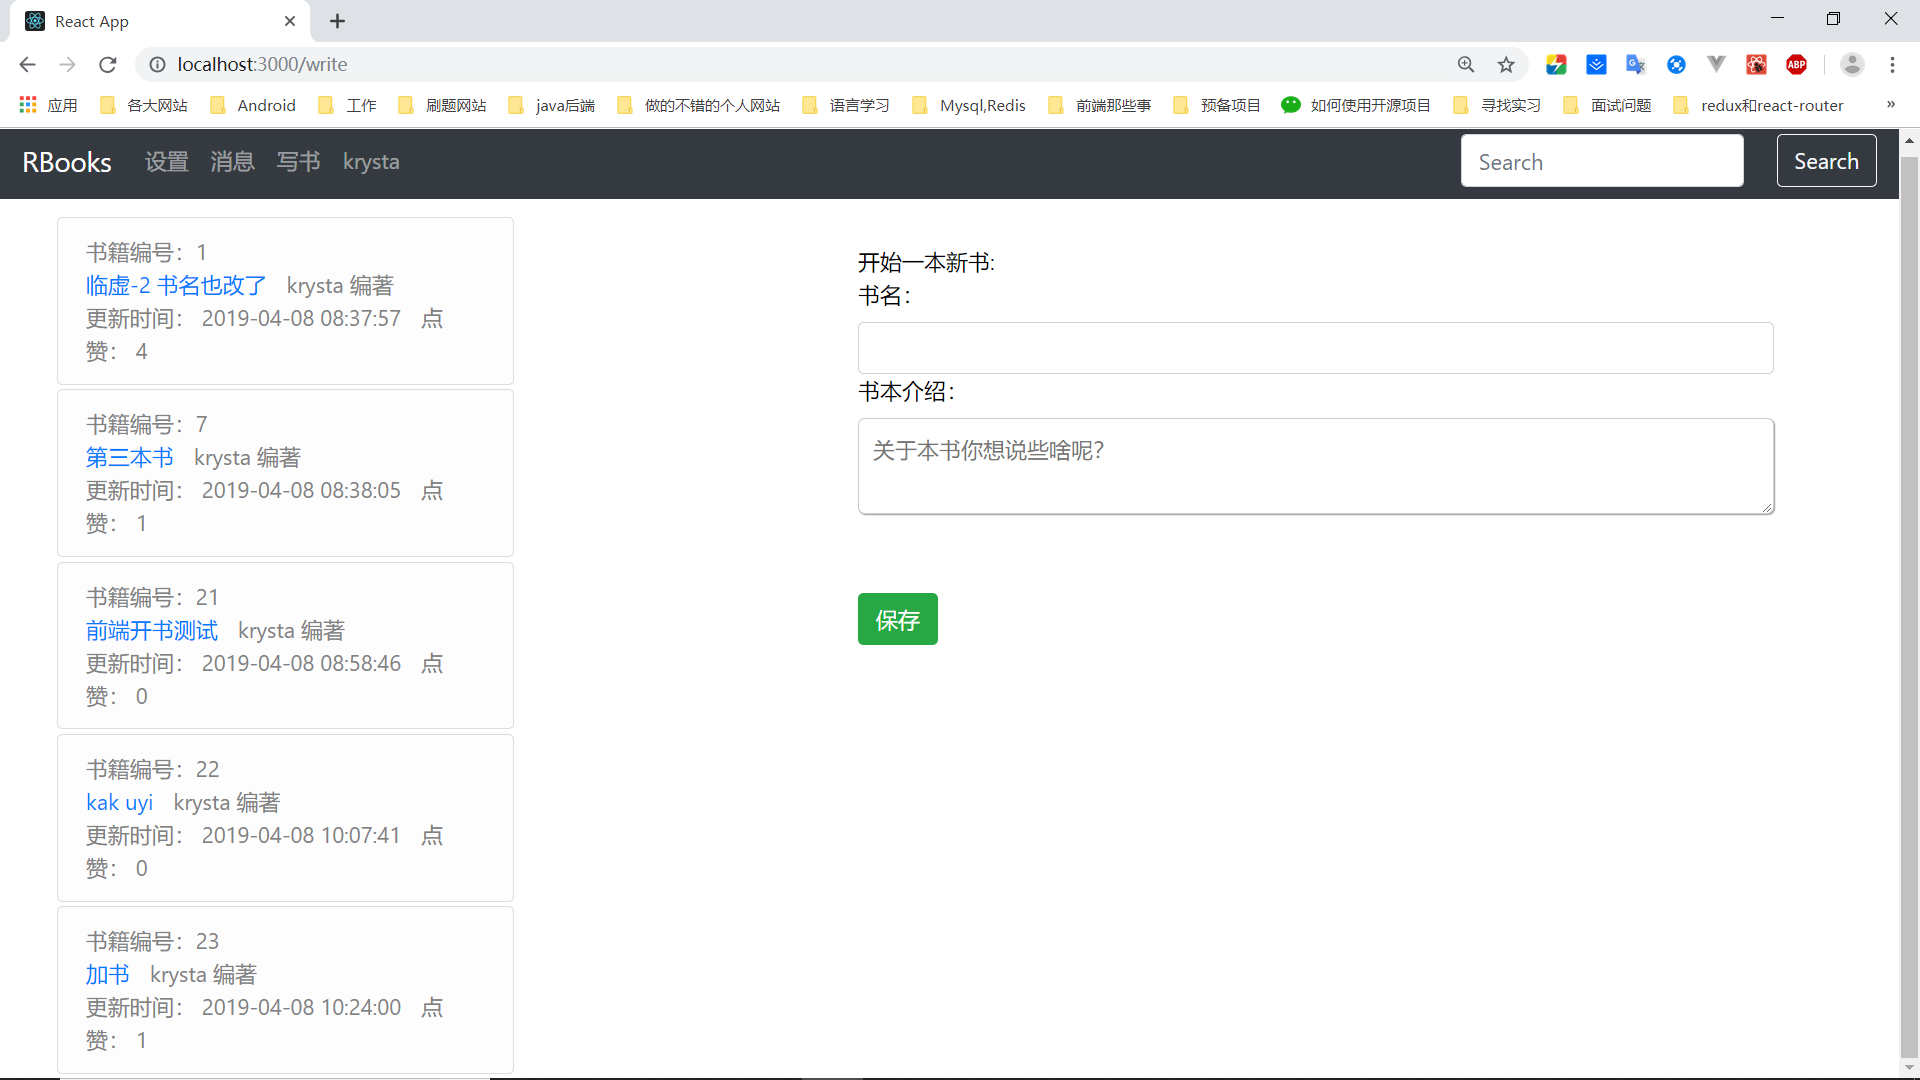 React App
localhost:3000/write
应用 各大网站 Android 工作 刷题网站 java后端 做的不错的个人网站 语言学习 Mysql,Redis 前端那些事 预备项目 如何使用开源项目 寻找实习 面试问题 redux和react-router »
RBooks 设置 消息 写书 krysta Search Search
书籍编号：1
临虚-2 书名也改了 krysta 编著
更新时间： 2019-04-08 08:37:57 点
赞： 4
书籍编号：7
第三本书 krysta 编著
更新时间： 2019-04-08 08:38:05 点
赞： 1
书籍编号：21
前端开书测试 krysta 编著
更新时间： 2019-04-08 08:58:46 点
赞： 0
书籍编号：22
kak uyi krysta 编著
更新时间： 2019-04-08 10:07:41 点
赞： 0
书籍编号：23
加书 krysta 编著
更新时间： 2019-04-08 10:24:00 点
赞： 1
开始一本新书:
书名：
书本介绍：
关于本书你想说些啥呢？
保存
ABP